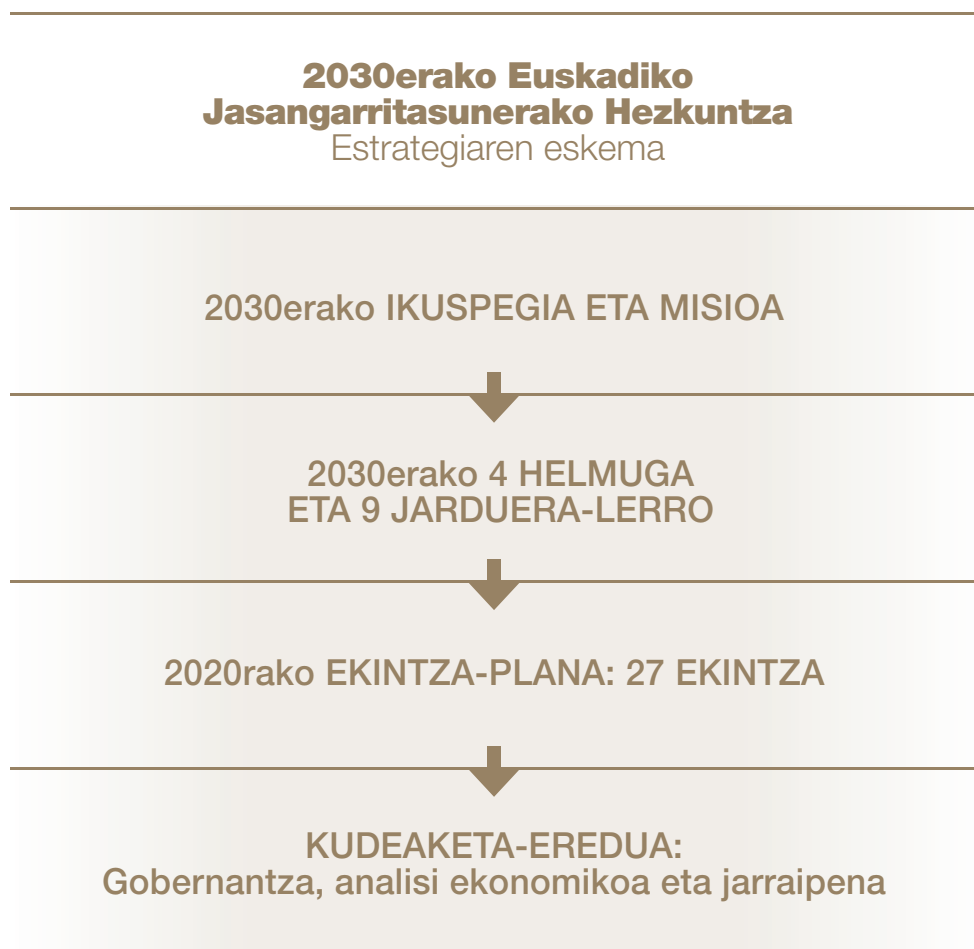 2030erako Euskadiko
Jasangarritasunerako Hezkuntza
Estrategiaren eskema
2030erako IKUSPEGIA ETA MISIOA
2030erako 4 HELMUGA
ETA 9 JARDUERA-LERRO
2020rako EKINTZA-PLANA: 27 EKINTZA
KUDEAKETA-EREDUA:
Gobernantza, analisi ekonomikoa eta jarraipena